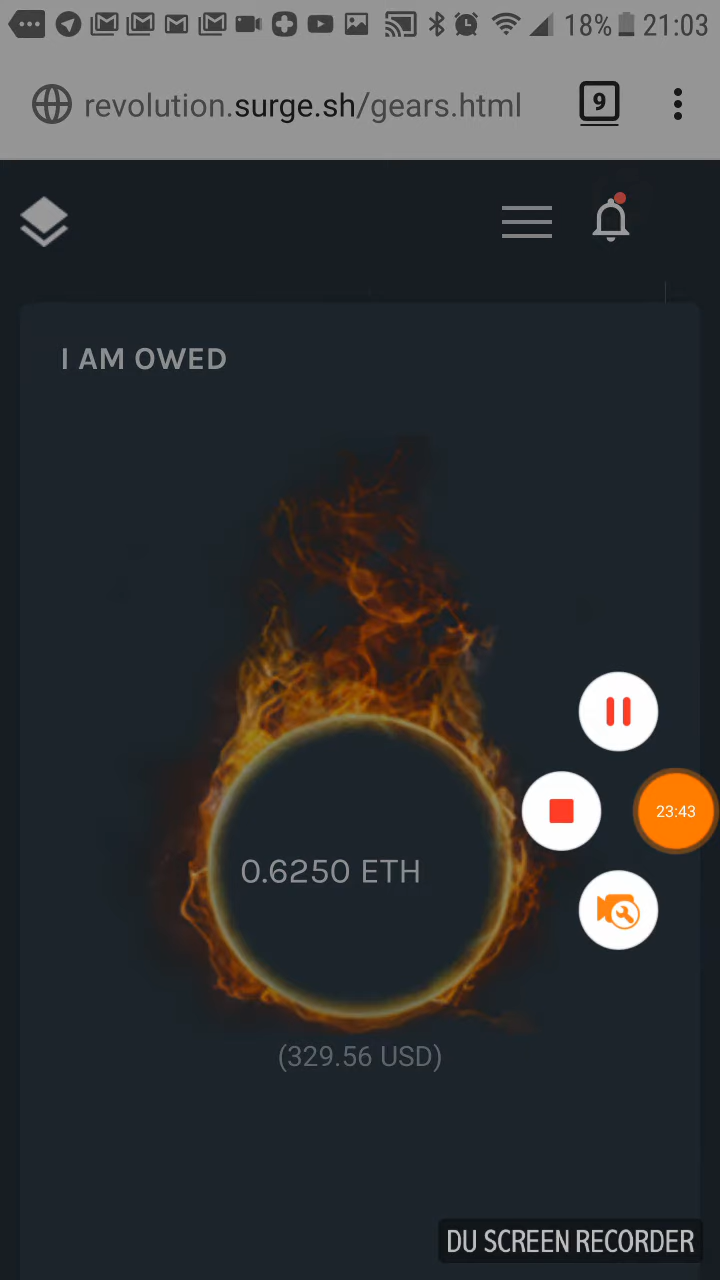 18% 21:03
revolution.surge.sh/gears.html 9
I AM OWED
23:43
0.6250 ETH
(329.56 USD)
DU SCREEN RECORDER